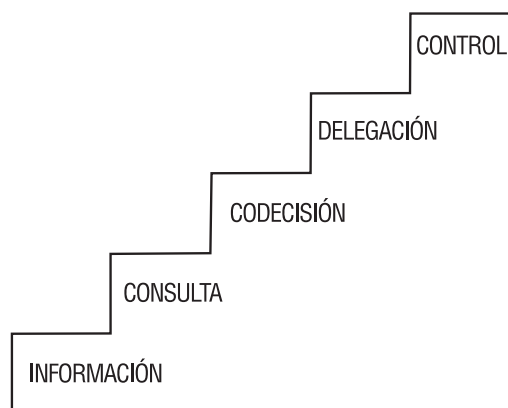 CONTROL
DELEGACIÓN
CODECISIÓN
CONSULTA
INFORMACIÓN